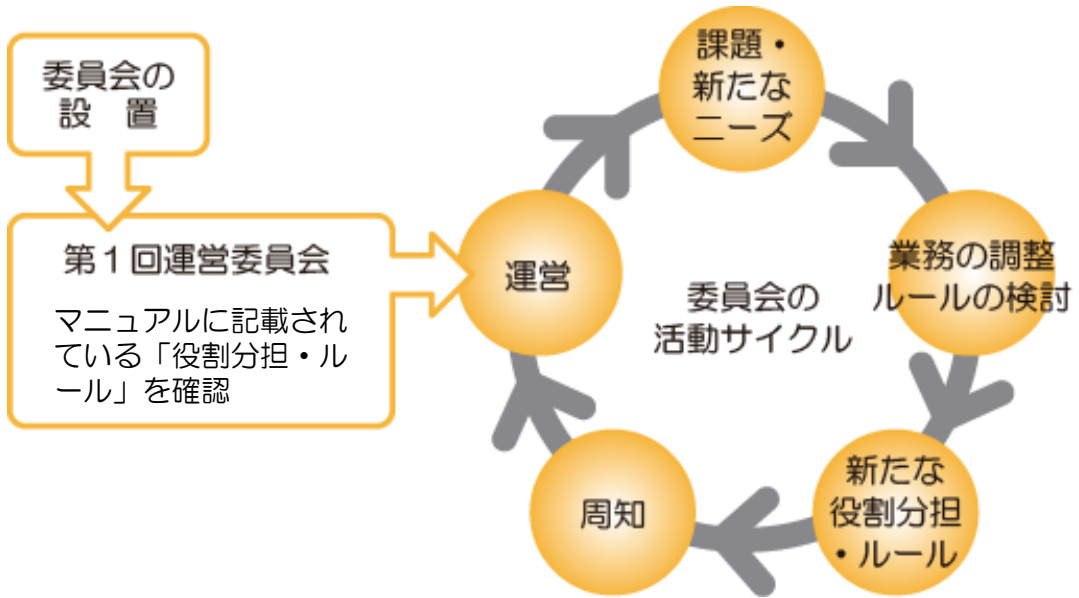 委員会の
設　置
第１回運営委員会
マニュアルに記載され
ている「役割分担・ル
ール」を確認
運営
課題・
新たな
ニーズ
業務の調整
ルールの検討
新たな
役割分担
・ルール
周知
委員会の
活動サイクル